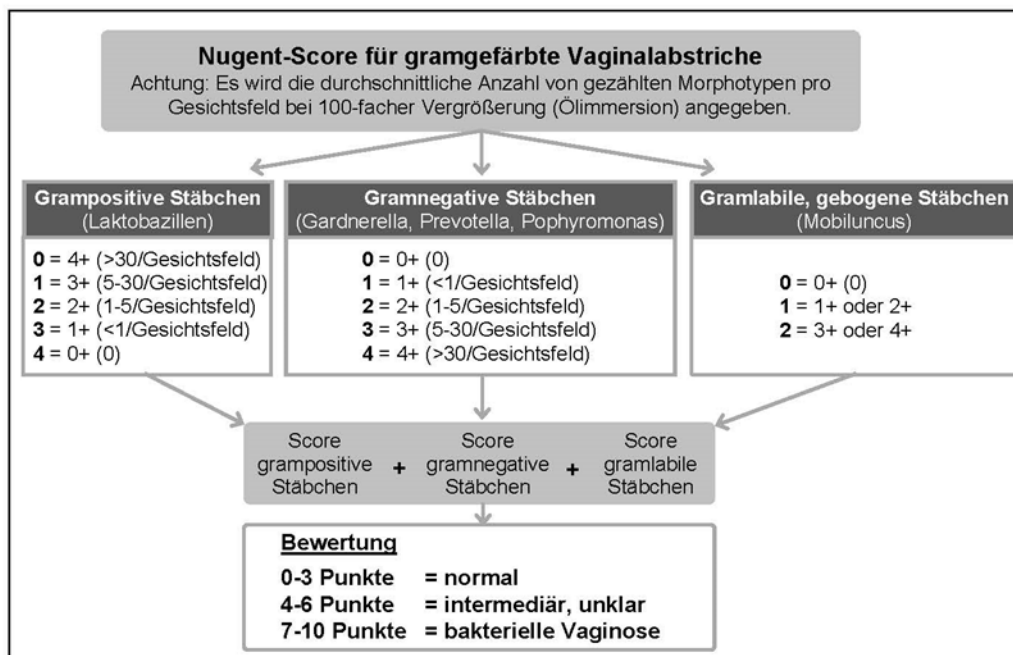 Nugent-Score für gramgefärbte Vaginalabstriche
Achtung: Es wird die durchschnittliche Anzahl von gezählten Morphotypen pro
Gesichtsfeld bei 100-facher Vergrößerung (Ölimmersion) angegeben.
Grampositive Stäbchen
(Laktobazillen)
0 = 4+ (>30/Gesichtsfeld)
1 = 3+ (5-30/Gesichtsfeld)
2 = 2+ (1-5/Gesichtsfeld)
3 = 1+ (<1/Gesichtsfeld)
4 = 0+ (0)
Gramnegative Stäbchen
(Gardnerella, Prevotella, Pophyromonas)
0 = 0+ (0)
1 = 1+ (<1/Gesichtsfeld)
2 = 2+ (1-5/Gesichtsfeld)
3 = 3+ (5-30/Gesichtsfeld)
4 = 4+ (>30/Gesichtsfeld)
Gramlabile, gebogene Stäbchen
(Mobiluncus)
0 = 0+ (0)
1 = 1+ oder 2+
2 = 3+ oder 4+
Score
grampositive
Stäbchen
+
Score
gramnegative
Stäbchen
+
Score
gramlabile
Stäbchen
Bewertung
0-3 Punkte = normal
4-6 Punkte = intermediär, unklar
7-10 Punkte = bakterielle Vaginose